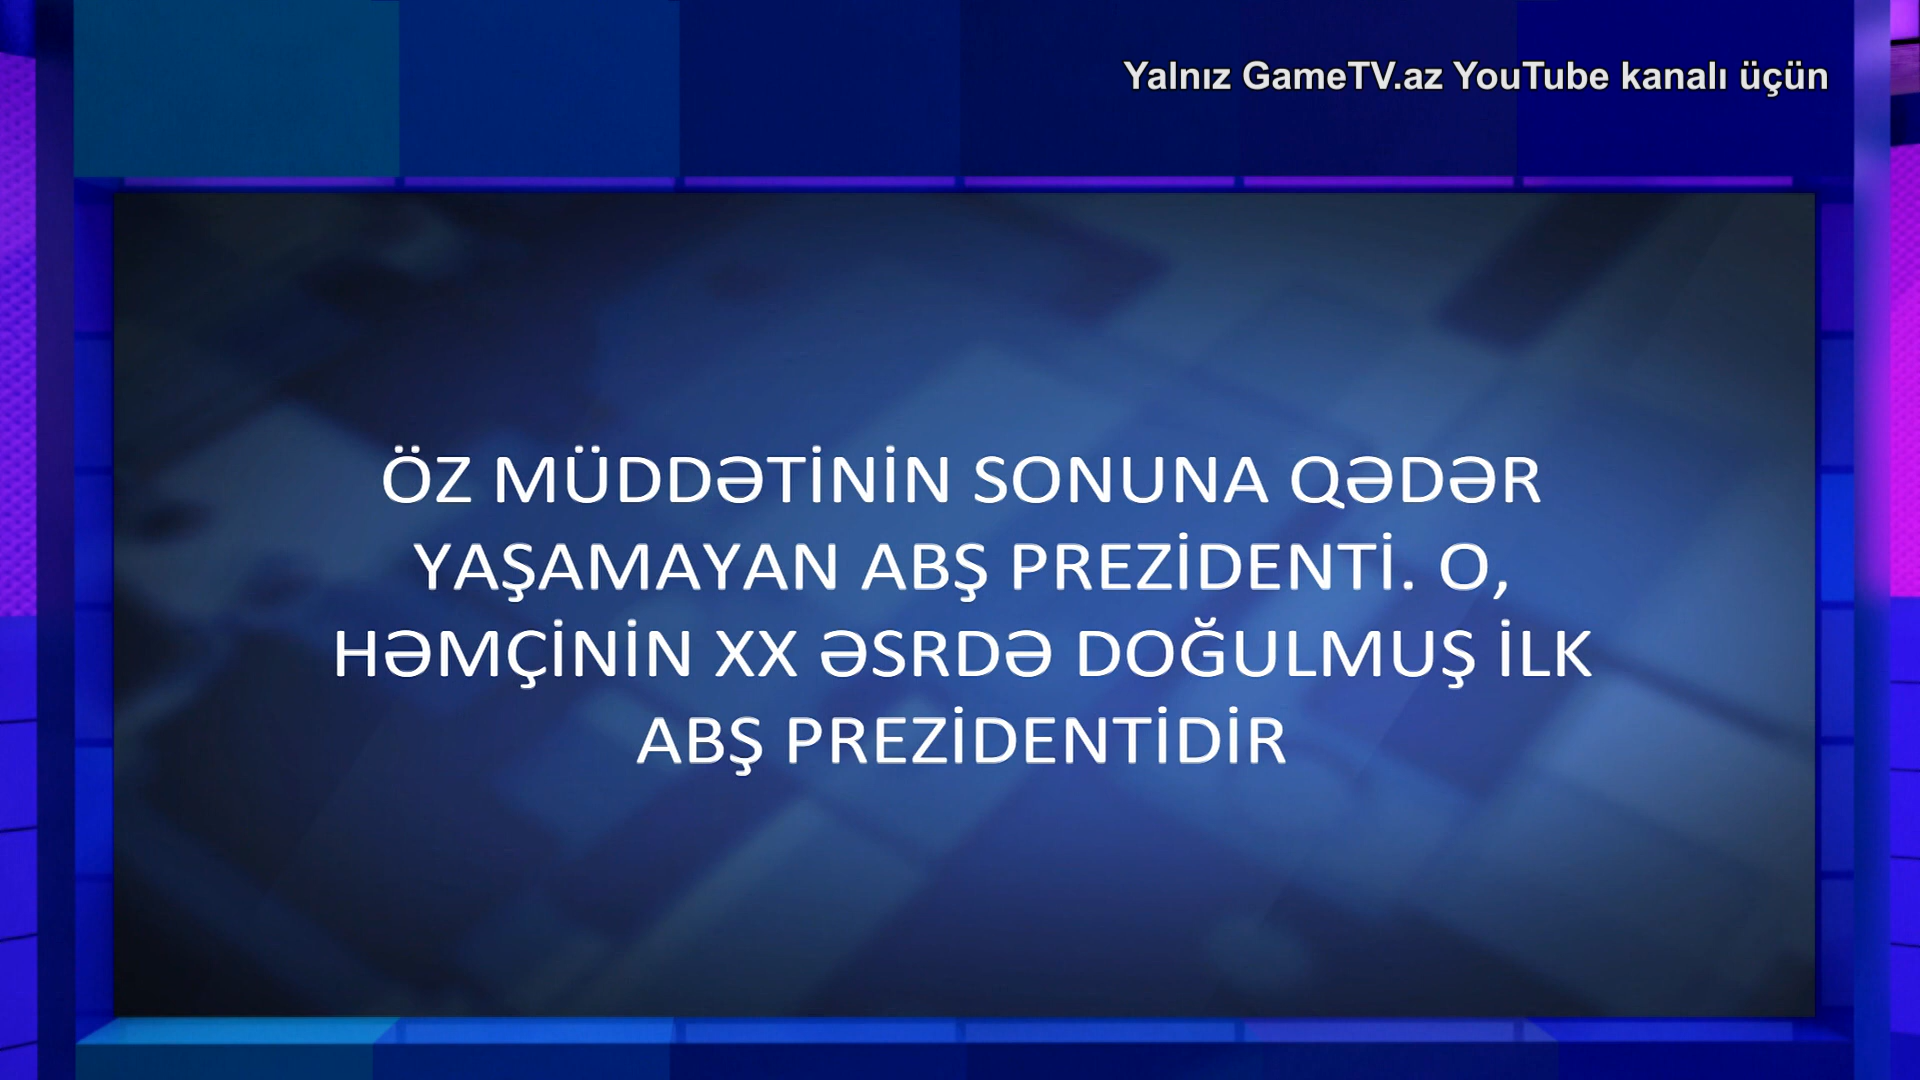 Yalnız GameTV.az YouTube kanalı üçün
ÖZ MÜDDƏTİNİN SONUNA QƏDƏR
YAŞAMAYAN ABŞ PREZİDENTİ. O,
HƏMÇİNİN XX ƏSRDƏ DOĞULMUŞ İLK
ABŞ PREZİDENTİDİR